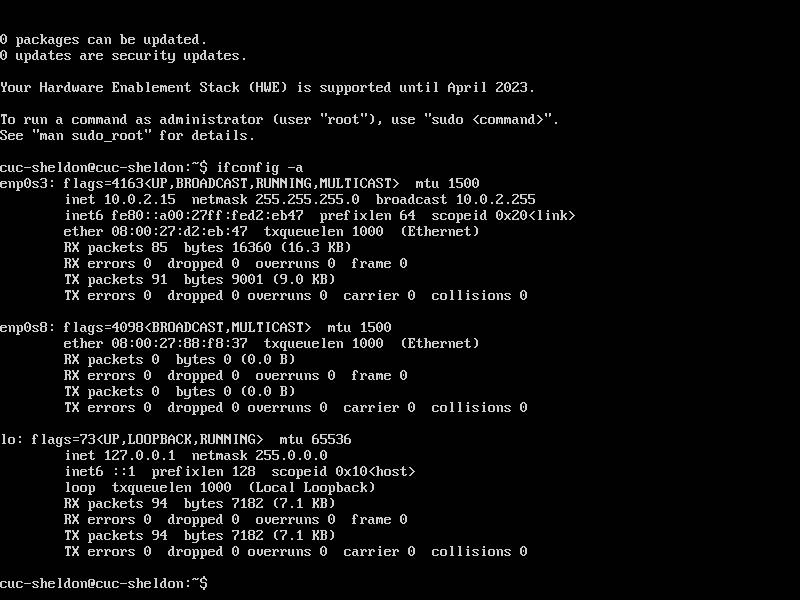 0 packages can be updated.
0 updates are security updates.
Your Hardware Enablement Stack (HWE) is supported until April 2023.
To run a command as administrator (user "root"), use "sudo <command>".
See "man sudo_root" for details.
cuc-sheldon@cuc-sheldon:~$ ifconfig -a
enp0s3: flags=4163<UP,BROADCAST,RUNNING,MULTICAST>  mtu 1500
        inet 10.0.2.15  netmask 255.255.255.0  broadcast 10.0.2.255
        inet6 fe80::a00:27ff:fed2:eb47  prefixlen 64  scopeid 0x20<link>
        ether 08:00:27:d2:eb:47  txqueuelen 1000  (Ethernet)
        RX packets 85  bytes 16360 (16.3 KB)
        RX errors 0  dropped 0  overruns 0  frame 0
        TX packets 91  bytes 9001 (9.0 KB)
        TX errors 0  dropped 0 overruns 0  carrier 0  collisions 0
enp0s8: flags=4098<BROADCAST,MULTICAST>  mtu 1500
        ether 08:00:27:88:f8:37  txqueuelen 1000  (Ethernet)
        RX packets 0  bytes 0 (0.0 B)
        RX errors 0  dropped 0  overruns 0  frame 0
        TX packets 0  bytes 0 (0.0 B)
        TX errors 0  dropped 0 overruns 0  carrier 0  collisions 0
lo: flags=73<UP,LOOPBACK,RUNNING>  mtu 65536
        inet 127.0.0.1  netmask 255.0.0.0
        inet6 ::1  prefixlen 128  scopeid 0x10<host>
        loop  txqueuelen 1000  (Local Loopback)
        RX packets 94  bytes 7182 (7.1 KB)
        RX errors 0  dropped 0  overruns 0  frame 0
        TX packets 94  bytes 7182 (7.1 KB)
        TX errors 0  dropped 0 overruns 0  carrier 0  collisions 0
cuc-sheldon@cuc-sheldon:~$